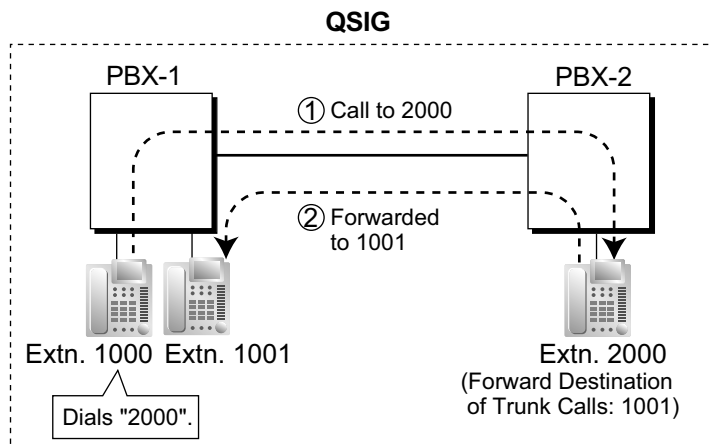 QSIG
PBX-1
PBX-2
① Call to 2000
② Forwarded
to 1001
Extn. 1000
Extn. 1001
Extn. 2000
(Forward Destination
of Trunk Calls: 1001)
Dials "2000".